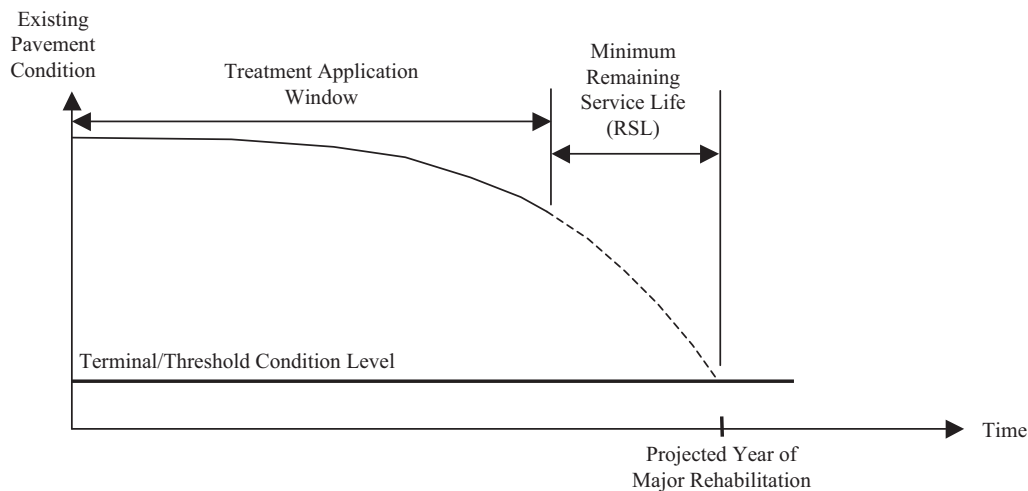 Existing
Pavement
Condition
Treatment Application
Window
Minimum
Remaining
Service Life
(RSL)
Terminal/Threshold Condition Level
Time
Projected Year of
Major Rehabilitation